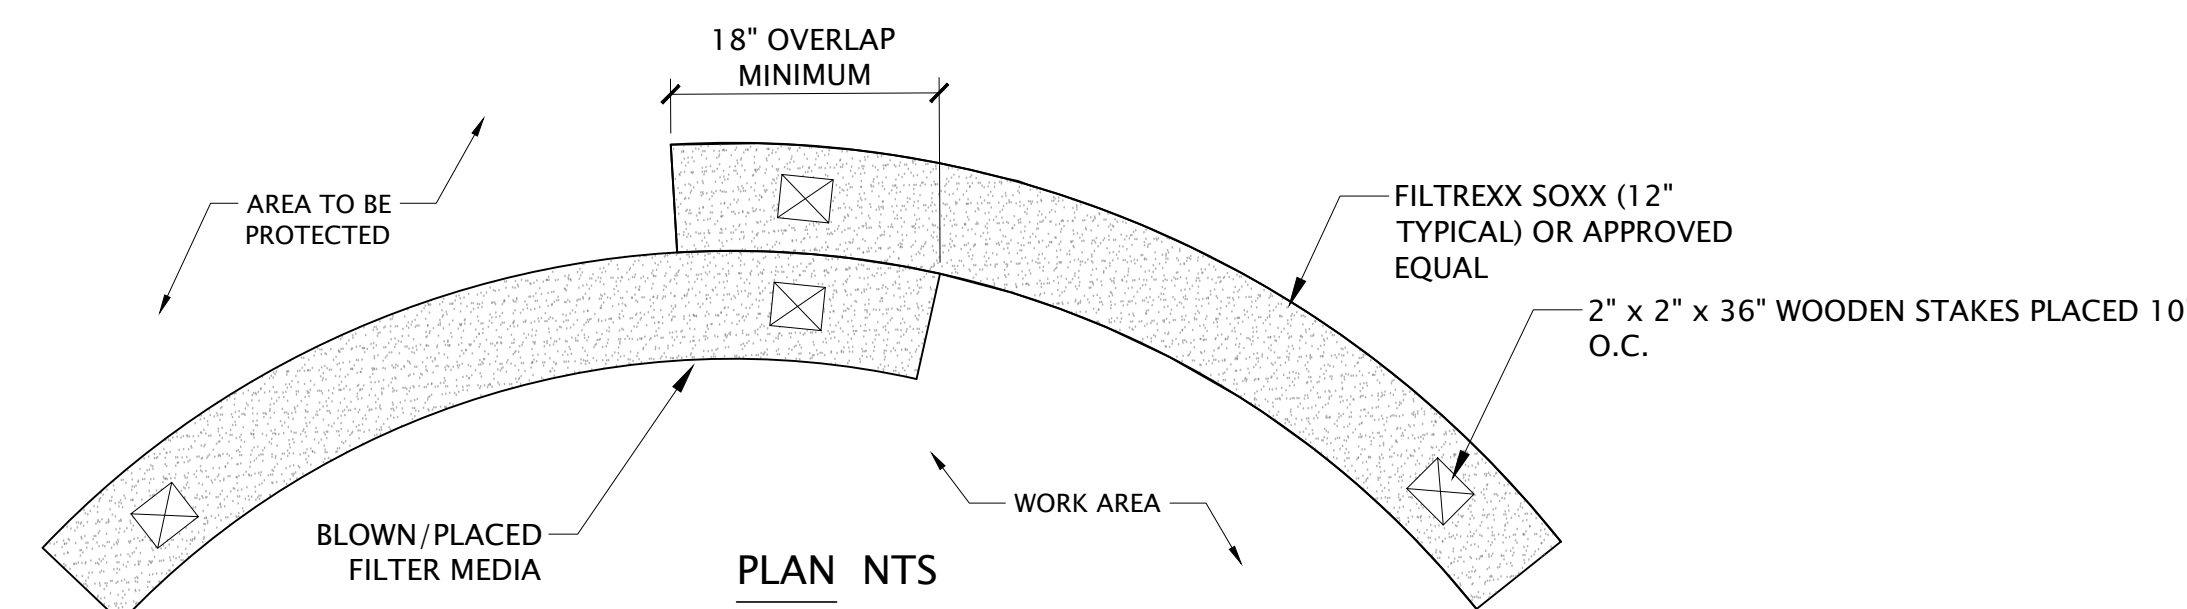 18" OVERLAP
MINIMUM
AREA TO BE
PROTECTED
FILTREXX SOXX (12"
TYPICAL) OR APPROVED
EQUAL
2" x 2" x 36" WOODEN STAKES PLACED 10'
O.C.
WORK AREA
BLOWN/PLACED
FILTER MEDIA
PLAN NTS